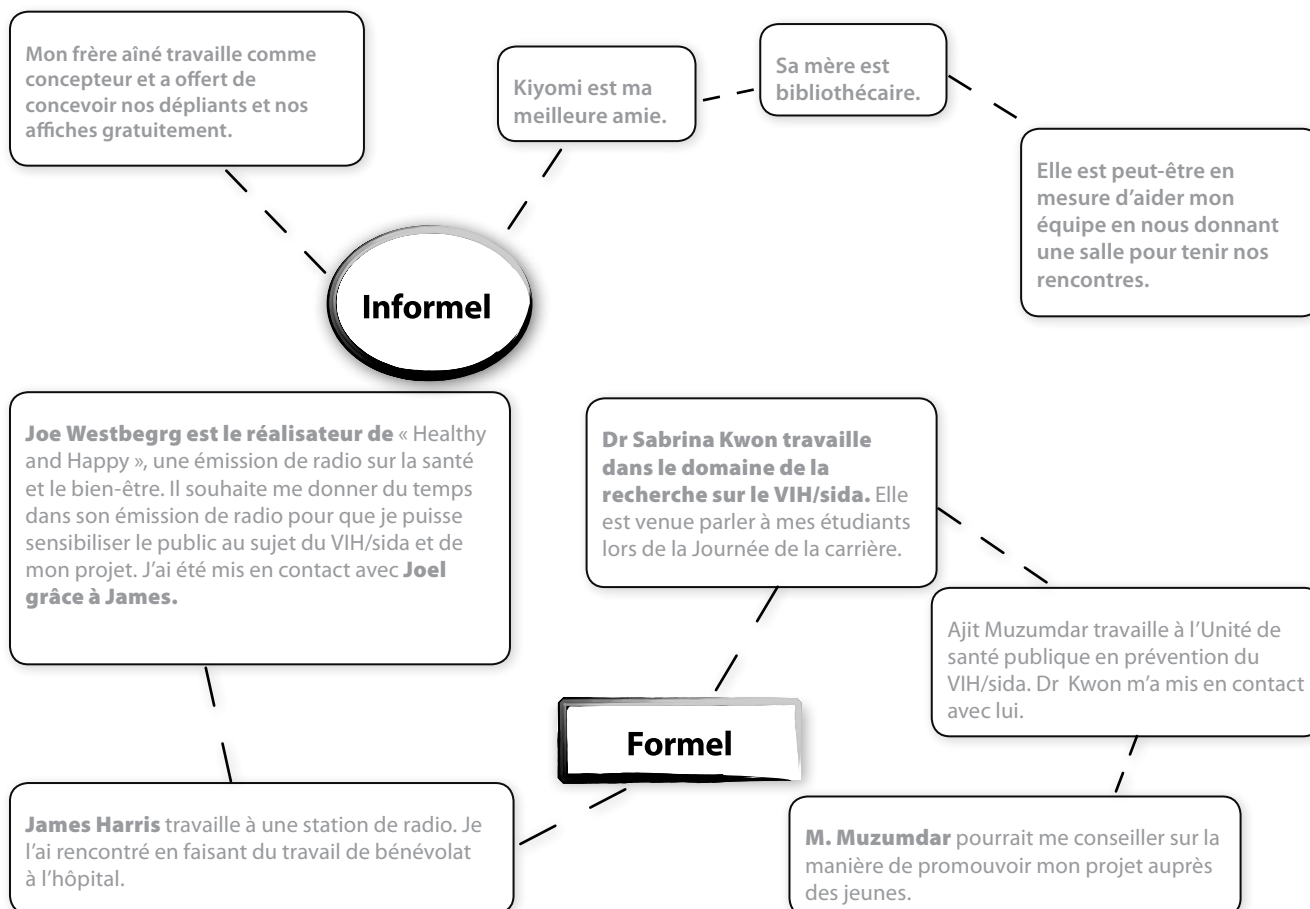 Mon frère aîné travaille comme
concepteur et a offert de
concevoir nos dépliants et nos
affiches gratuitement.
Kiyomi est ma
meilleure amie.
Sa mère est
bibliothécaire.
Elle est peut-être en
mesure d’aider mon
équipe en nous donnant
une salle pour tenir nos
rencontres.
Informel
Joe Westbegrg est le réalisateur de « Healthy
and Happy », une émission de radio sur la santé
et le bien-être. Il souhaite me donner du temps
dans son émission de radio pour que je puisse
sensibiliser le public au sujet du VIH/sida et de
mon projet. J’ai été mis en contact avec Joel
grâce à James.
Dr Sabrina Kwon travaille
dans le domaine de la
recherche sur le VIH/sida. Elle
est venue parler à mes étudiants
lors de la Journée de la carrière.
Ajit Muzumdar travaille à l’Unité de
santé publique en prévention du
VIH/sida. Dr Kwon m’a mis en contact
avec lui.
Formel
James Harris travaille à une station de radio. Je
l’ai rencontré en faisant du travail de bénévolat
à l’hôpital.
M. Muzumdar pourrait me conseiller sur la
manière de promouvoir mon projet auprès
des jeunes.